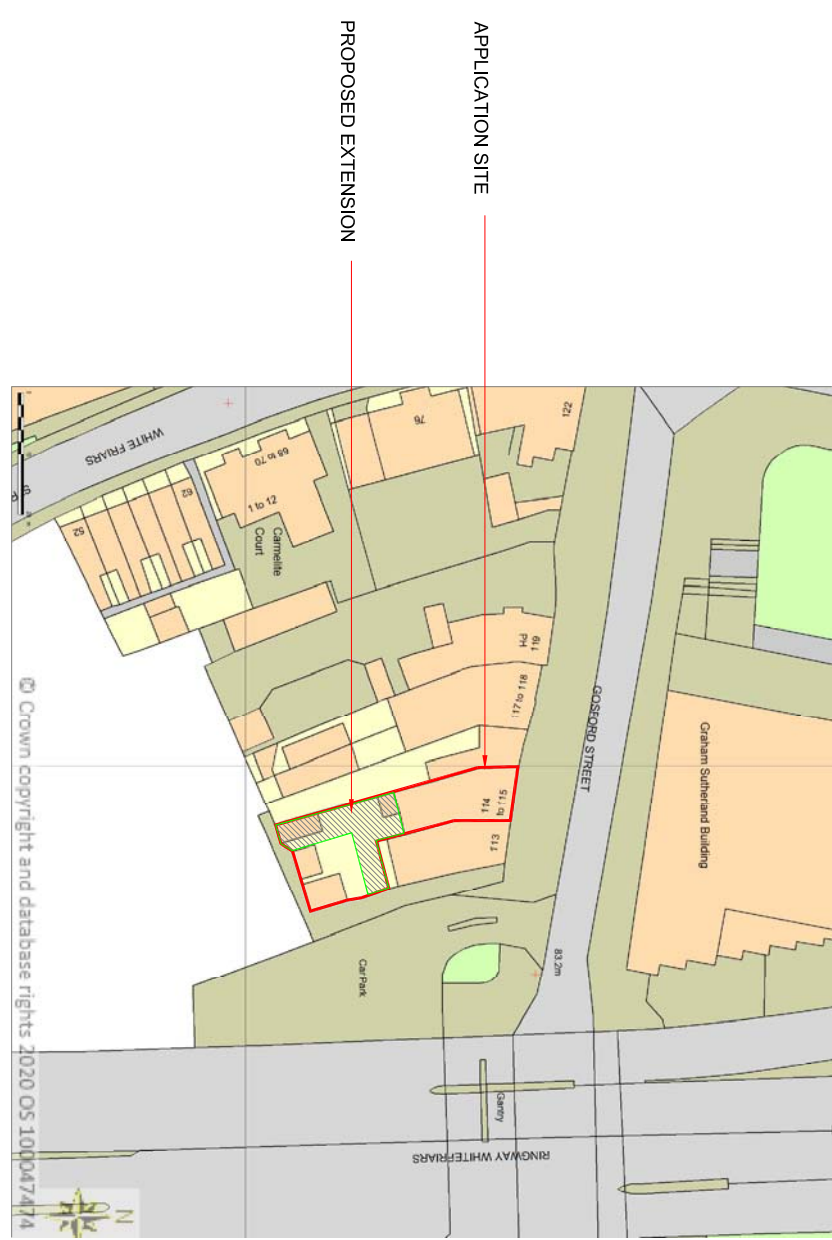 APPLICATION SITE
PROPOSED EXTENSION
WHITE FRIARS
122
76
68 to 70
1 to 12
Carmelite
Court
62
52
119
PH
117 to 118
GOSFORD STREET
Graham Sutherland Building
114
to 115
113
83.2m
Car Park
Gantry
RINGWAY WHITEFRIARS
N
© Crown copyright and database rights 2020 OS 100047474